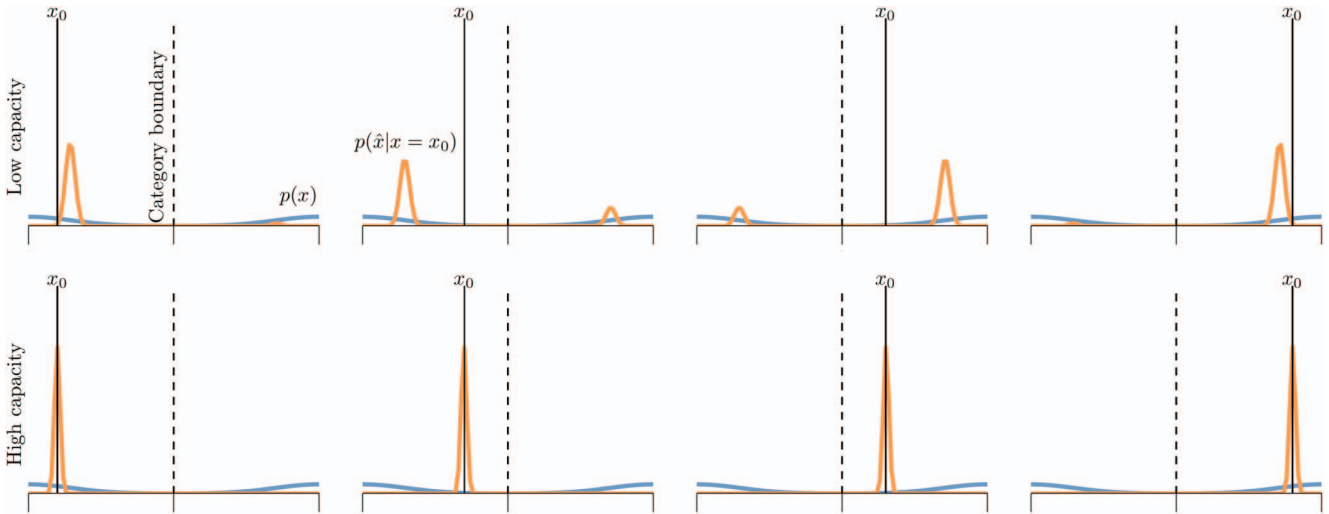 x₀ x₀ x₀ x₀
Low capacity
Category boundary
p(x̂|x = x₀)
p(x)
x₀ x₀ x₀ x₀
High capacity